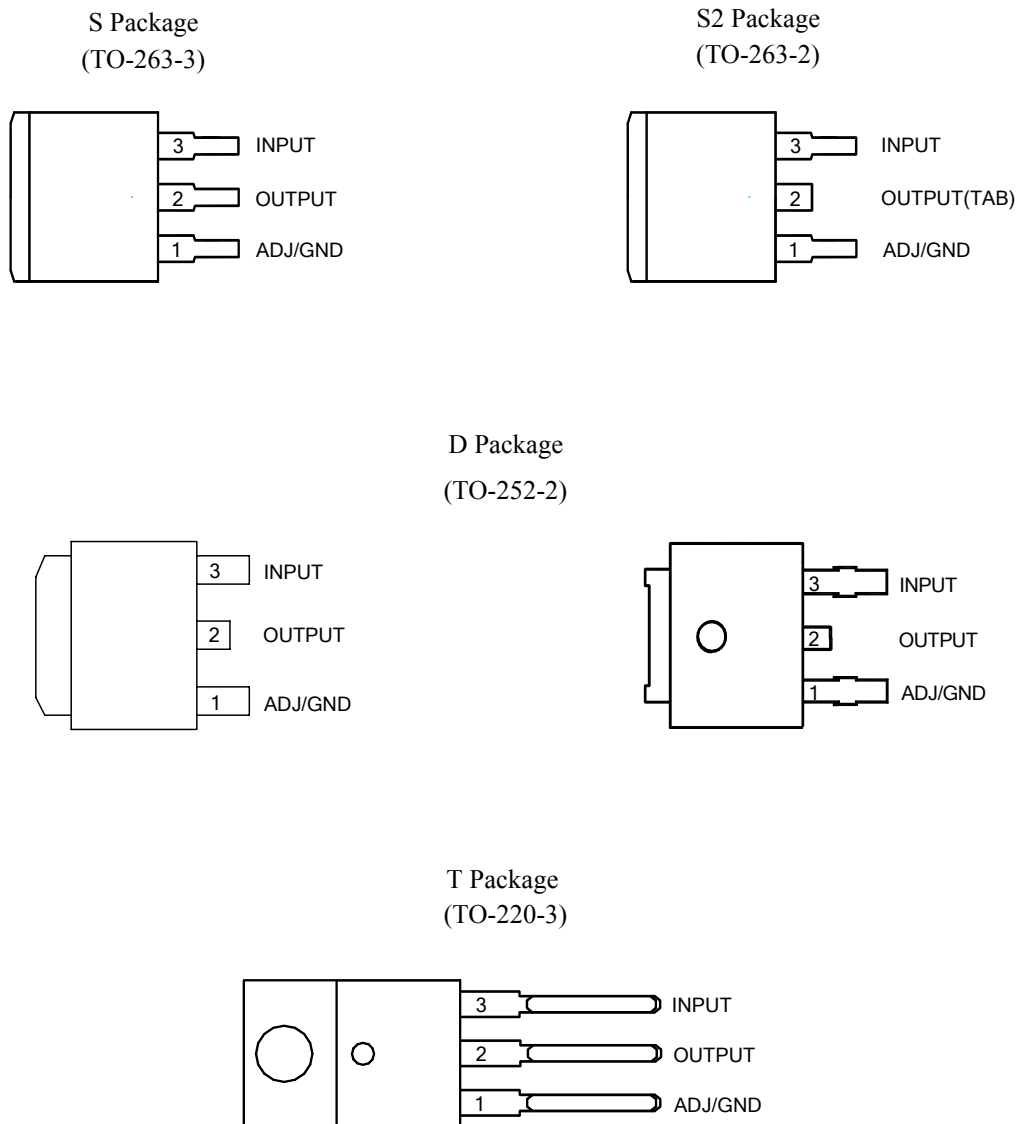 S Package
(TO-263-3)
3 INPUT
2 OUTPUT
1 ADJ/GND
S2 Package
(TO-263-2)
3 INPUT
2 OUTPUT(TAB)
1 ADJ/GND
D Package
(TO-252-2)
3 INPUT
2 OUTPUT
1 ADJ/GND
3 INPUT
2 OUTPUT
1 ADJ/GND
T Package
(TO-220-3)
3 INPUT
2 OUTPUT
1 ADJ/GND